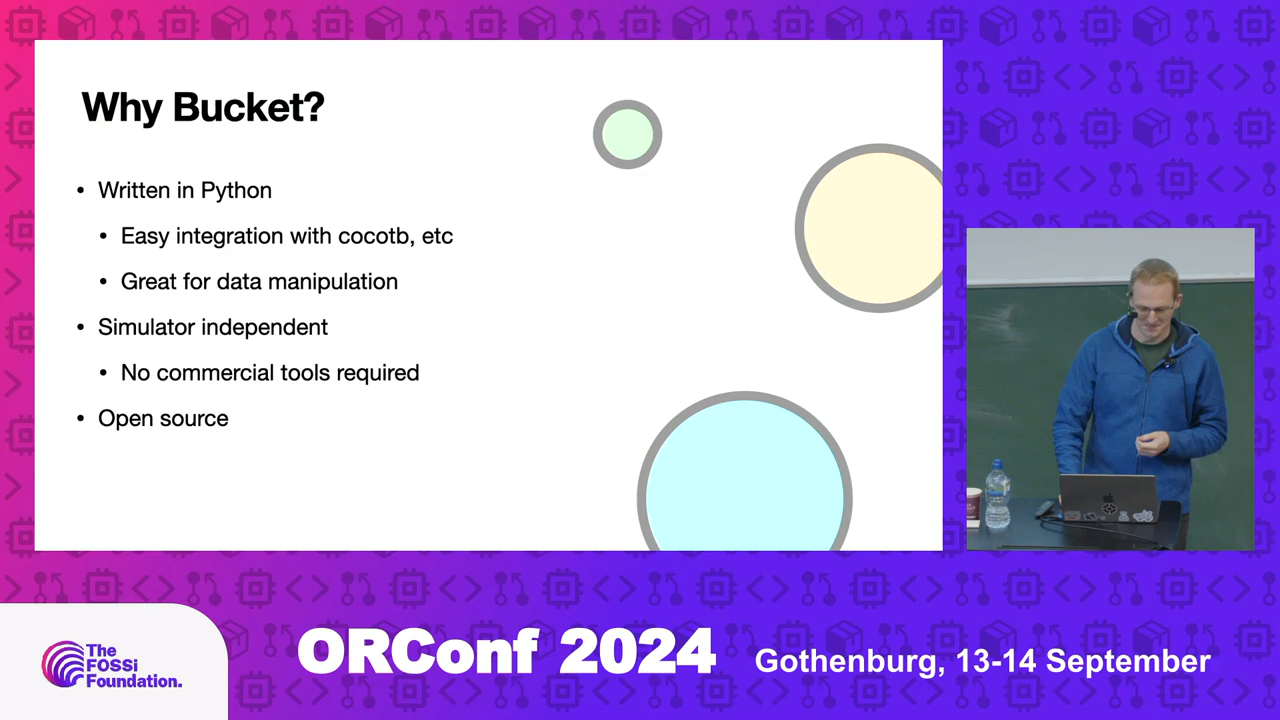 Why Bucket?
• Written in Python
• Easy integration with cocotb, etc
• Great for data manipulation
• Simulator independent
• No commercial tools required
• Open source
The
FOSSi
Foundation.
ORConf 2024
Gothenburg, 13-14 September